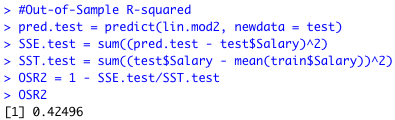 > #Out-of-Sample R-squared
> pred.test = predict(lin.mod2, newdata = test)
> SSE.test = sum((pred.test - test$Salary)^2)
> SST.test = sum((test$Salary - mean(train$Salary))^2)
> OSR2 = 1 - SSE.test/SST.test
> OSR2
[1] 0.42496